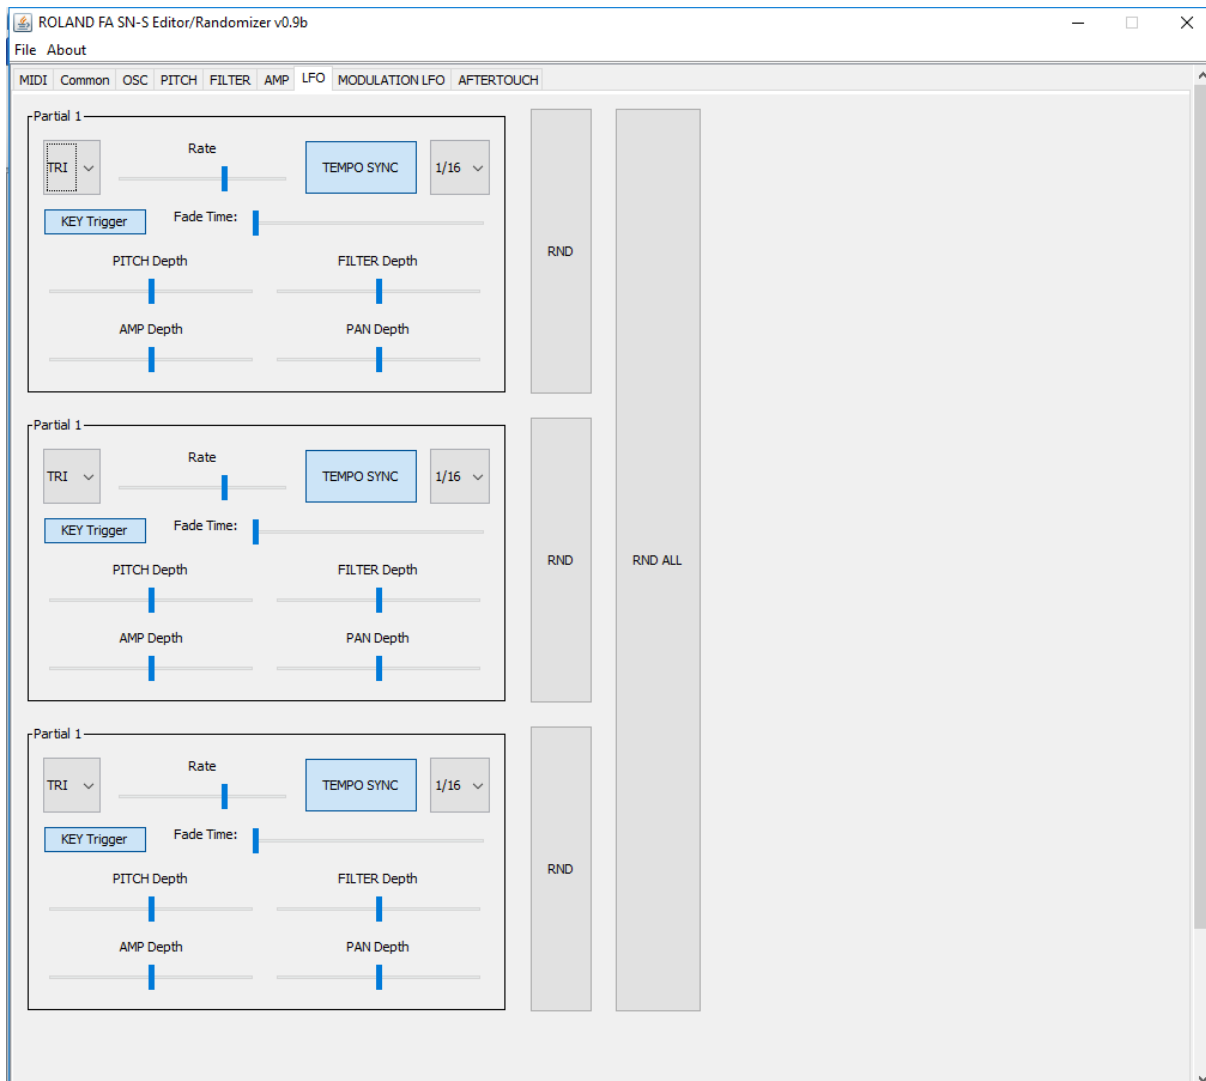 ROLAND FA SN-S Editor/Randomizer v0.9b
File About
MIDI Common OSC PITCH FILTER AMP LFO MODULATION LFO AFTERTOUCH
Partial 1
TRI Rate TEMPO SYNC 1/16
KEY Trigger Fade Time:
PITCH Depth FILTER Depth
AMP Depth PAN Depth
RND
Partial 1
TRI Rate TEMPO SYNC 1/16
KEY Trigger Fade Time:
PITCH Depth FILTER Depth
AMP Depth PAN Depth
RND
RND ALL
Partial 1
TRI Rate TEMPO SYNC 1/16
KEY Trigger Fade Time:
PITCH Depth FILTER Depth
AMP Depth PAN Depth
RND